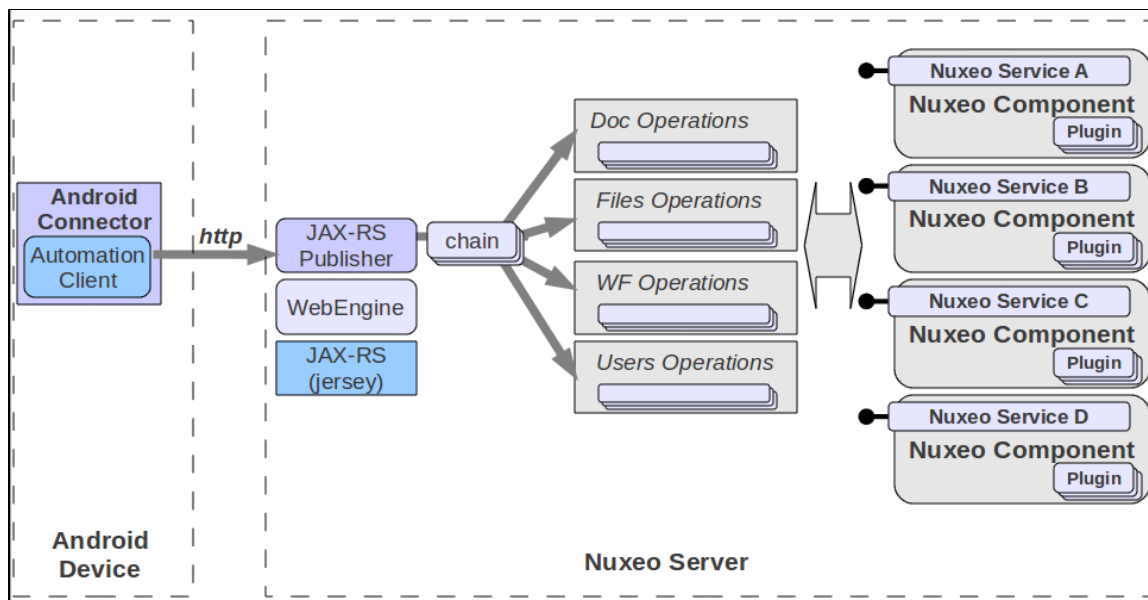 Android
Connector
Automation
Client
http
JAX-RS
Publisher
WebEngine
JAX-RS
(jersey)
chain
Doc Operations
Files Operations
WF Operations
Users Operations
Nuxeo Service A
Nuxeo Component
Plugin
Nuxeo Service B
Nuxeo Component
Plugin
Nuxeo Service C
Nuxeo Component
Plugin
Nuxeo Service D
Nuxeo Component
Plugin
Android
Device
Nuxeo Server